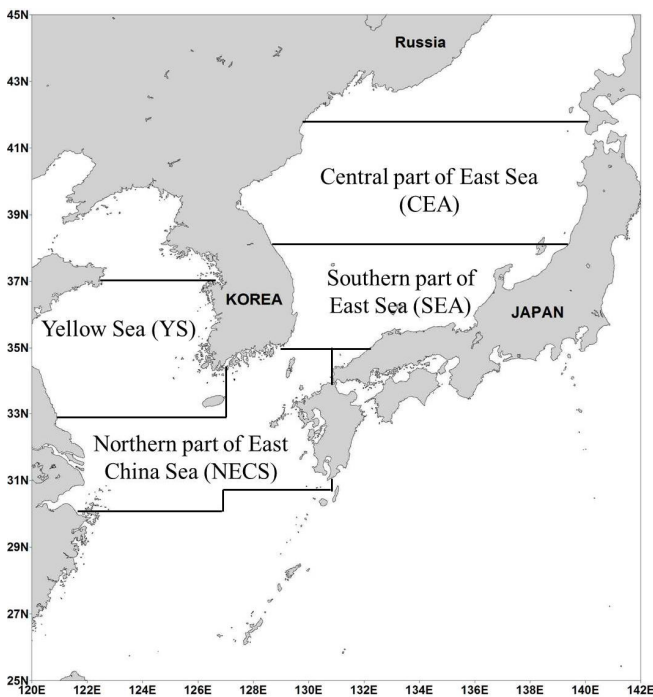 45N
Russia
43N
41N
Central part of East Sea
(CEA)
39N
37N
Southern part of
East Sea (SEA)
KOREA
JAPAN
Yellow Sea (YS)
35N
33N
Northern part of East
China Sea (NECS)
31N
29N
27N
25N
120E 122E 124E 126E 128E 130E 132E 134E 136E 138E 140E 142E